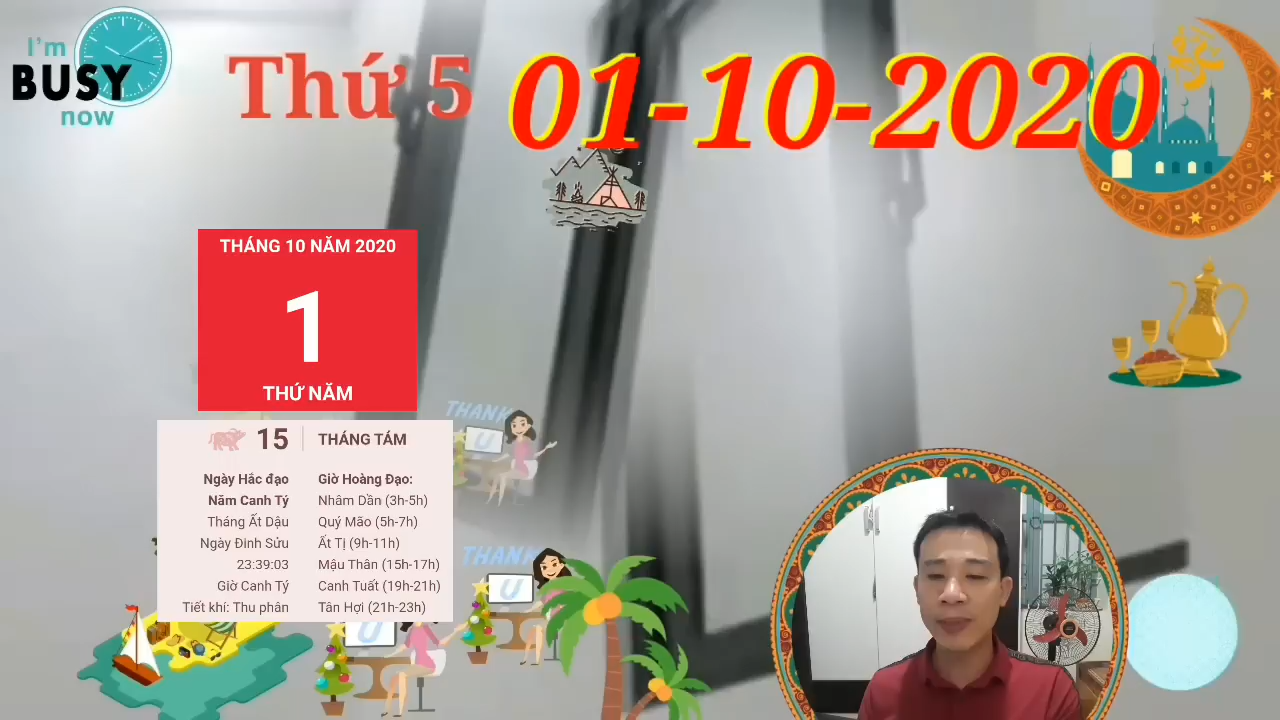 I'm
BUSY
now
Thứ 5 01-10-2020
THÁNG 10 NĂM 2020
1
THỨ NĂM
15 THÁNG TÁM
Ngày Hắc đạo
Năm Canh Tý
Tháng Ất Dậu
Ngày Đinh Sửu
23:39:03
Giờ Canh Tý
Tiết khí: Thu phân
Giờ Hoàng Đạo:
Nhâm Dần (3h-5h)
Quý Mão (5h-7h)
Ất Tị (9h-11h)
Mậu Thân (15h-17h)
Canh Tuất (19h-21h)
Tân Hợi (21h-23h)
THANK
U
THANK
U
U